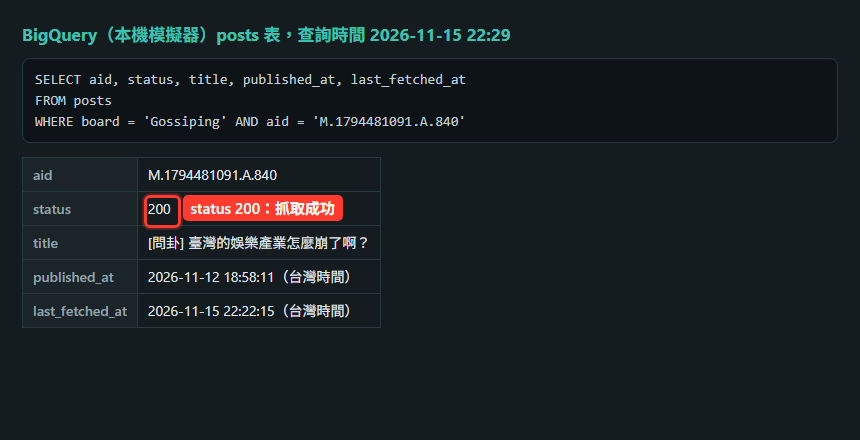 BigQuery（本機模擬器）posts 表，查詢時間 2026-11-15 22:29
SELECT aid, status, title, published_at, last_fetched_at
FROM posts
WHERE board = 'Gossiping' AND aid = 'M.1794481091.A.840'
aid M.1794481091.A.840
status 200 status 200：抓取成功
title [問卦] 臺灣的娛樂產業怎麼崩了啊？
published_at 2026-11-12 18:58:11（台灣時間）
last_fetched_at 2026-11-15 22:22:15（台灣時間）